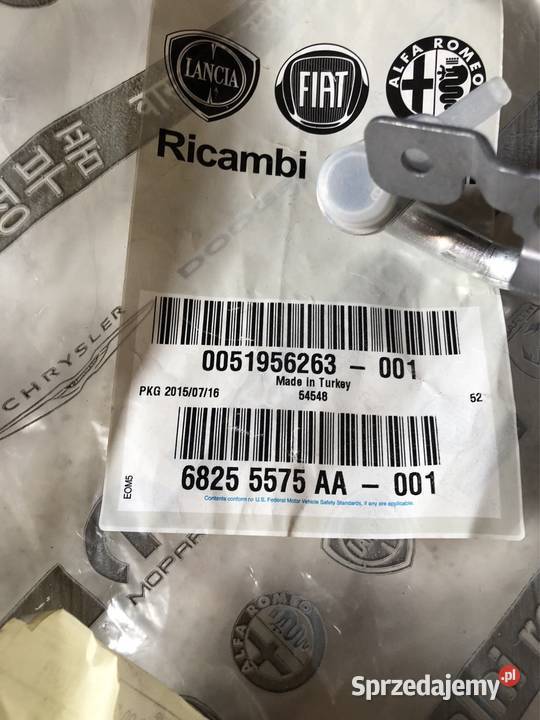 LANCIA
FIAT
ALFA ROMEO
Ricambi
DODGE
CHRYSLER
0051956263 - 001
Made in Turkey
PKG 2015/07/16
54548
52
EOM5
6825 5575 AA - 001
Contents conform to U.S. Federal Motor Vehicle Safety Standards, if any are applicable.
MOPAR
ALFA ROMEO
Sprzedajemy.pl